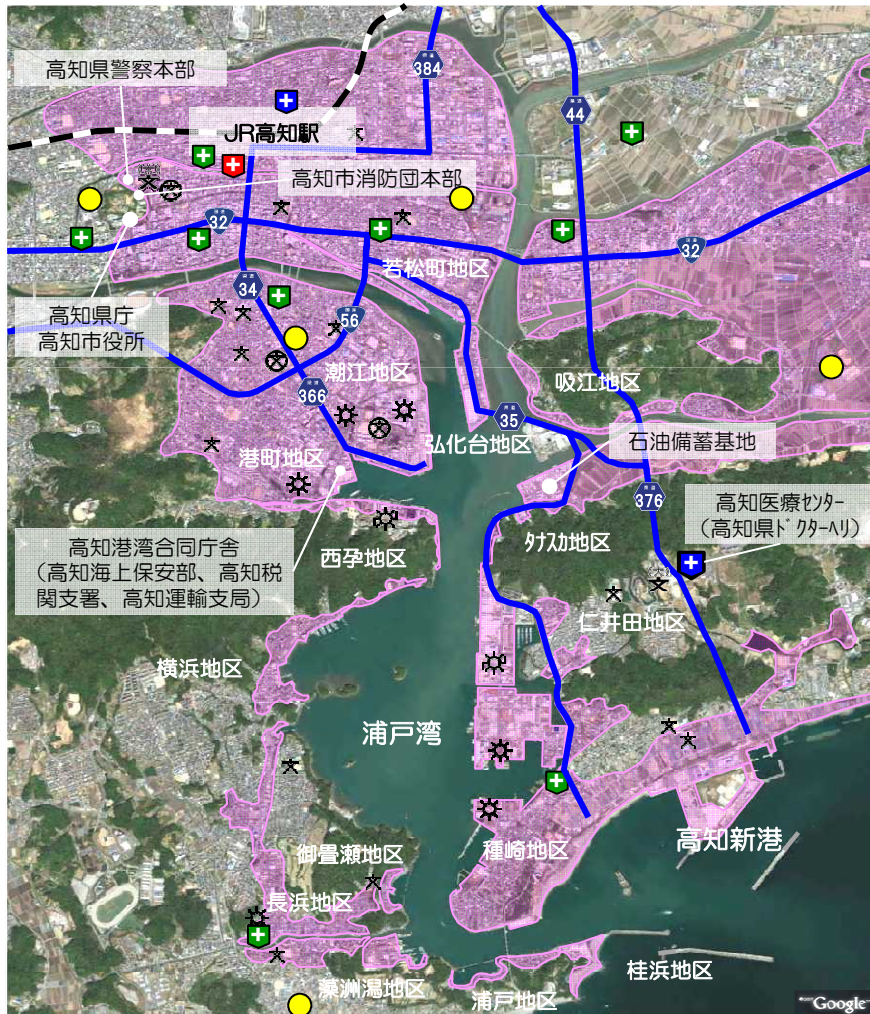 384
高知県警察本部
44
JR高知駅
高知市消防団本部
32
32
若松町地区
34
高知県庁
高知市役所
56
潮江地区
吸江地区
366
35
弘化台地区
石油備蓄基地
港町地区
376
高知医療センター
(高知県ドクターヘリ)
高知港湾合同庁舎
(高知海上保安部、高知税
関支署、高知運輸支局)
西孕地区
タナスカ地区
仁井田地区
横浜地区
浦戸湾
御畳瀬地区
種崎地区
高知新港
長浜地区
桂浜地区
藻洲潟地区
浦戸地区
Google